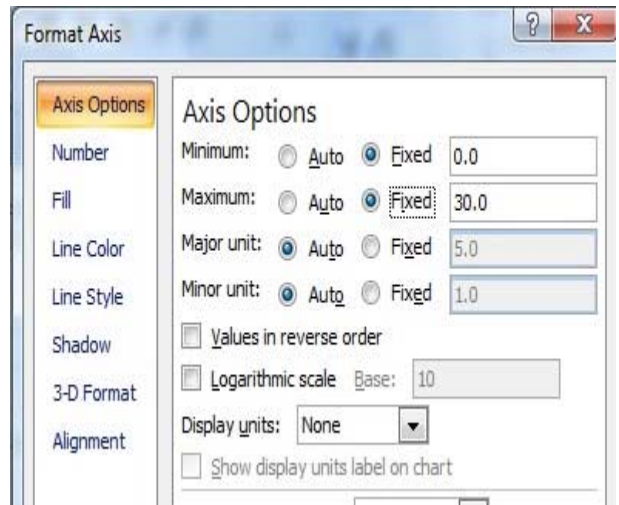 Format Axis
Axis Options
Number
Fill
Line Color
Line Style
Shadow
3-D Format
Alignment
Axis Options
Minimum: Auto Fixed 0.0
Maximum: Auto Fixed 30.0
Major unit: Auto Fixed 5.0
Minor unit: Auto Fixed 1.0
Values in reverse order
Logarithmic scale Base: 10
Display units: None
Show display units label on chart